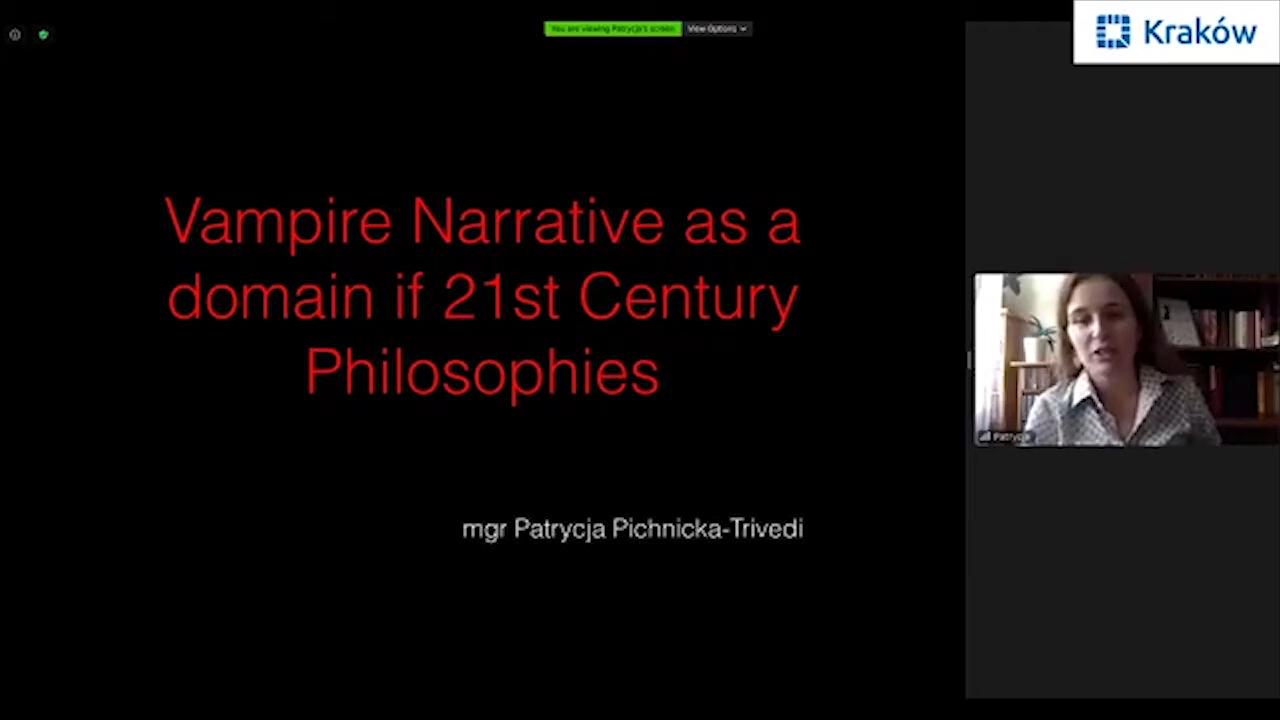 You are viewing Patrycja's screen View Options
Kraków
Vampire Narrative as a
domain if 21st Century
Philosophies
mgr Patrycja Pichnicka-Trivedi
Patrycja